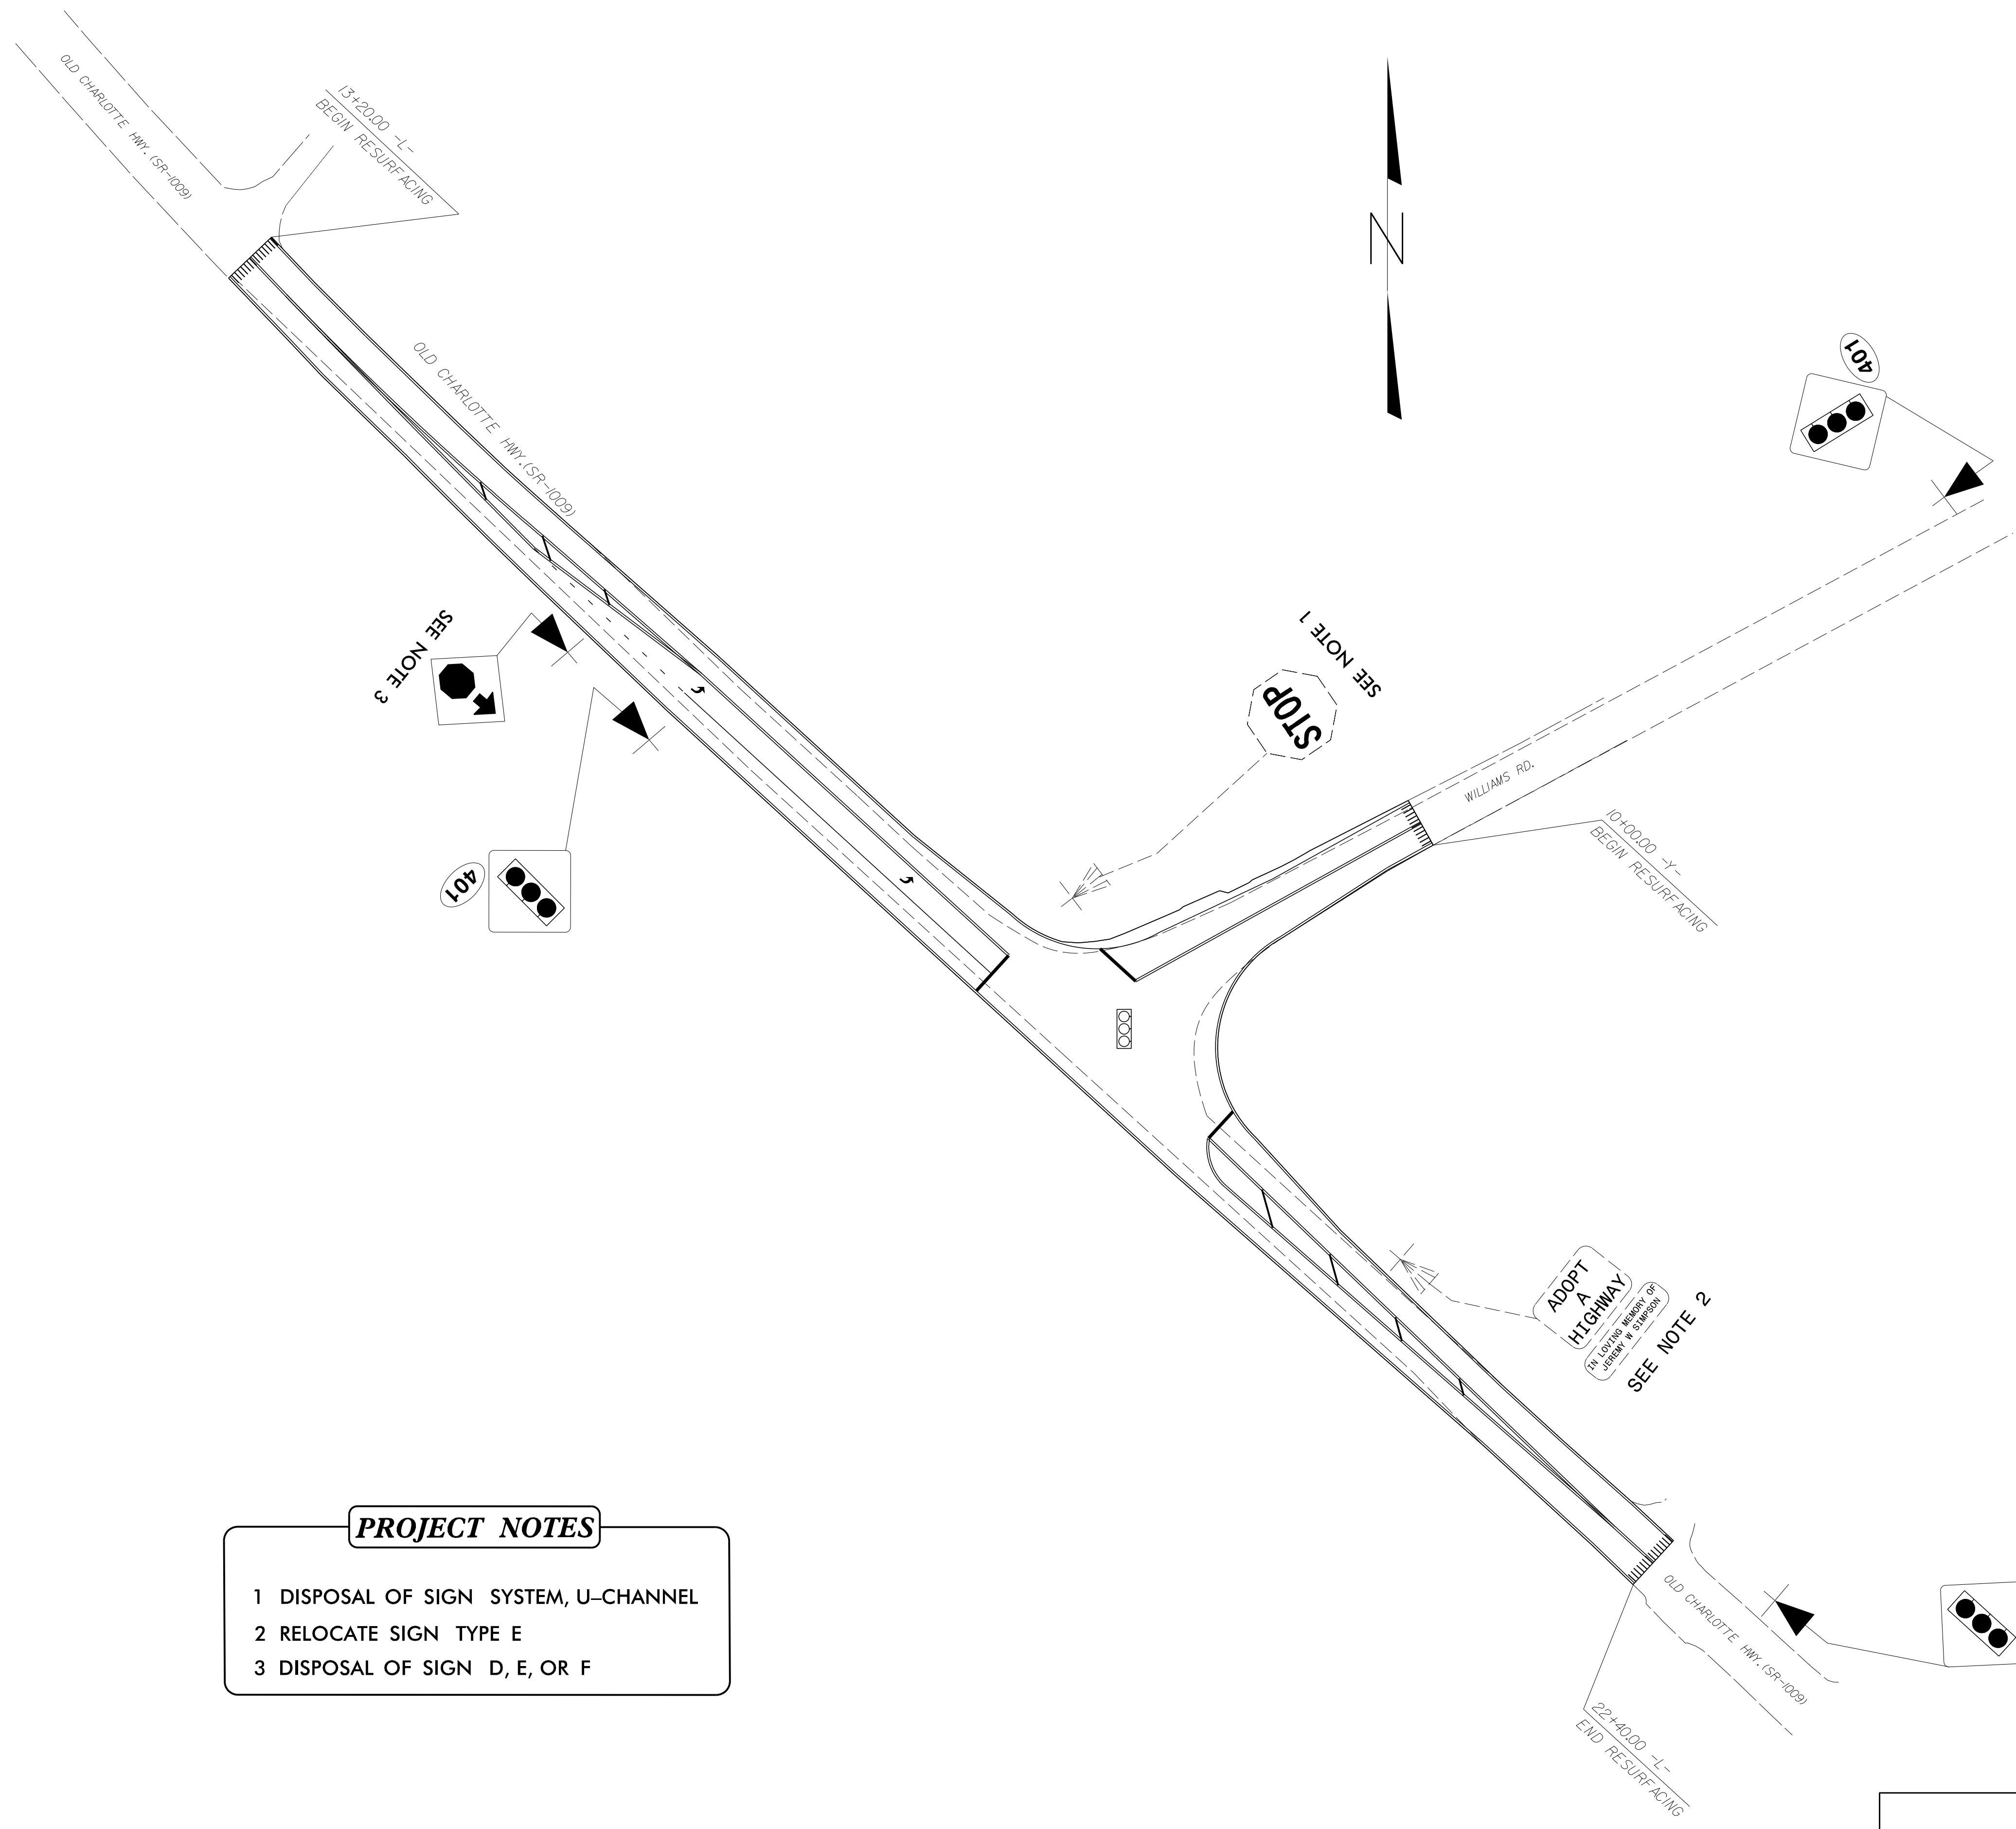 OLD CHARLOTTE HWY. (SR-1009)
13+20.00 -L-
BEGIN RESURFACING
N
401
OLD CHARLOTTE HWY.(SR-1009)
SEE NOTE 3
SEE NOTE 1
STOP
WILLIAMS RD.
10+00.00 -Y-
BEGIN RESURFACING
401
ADOPT
A
HIGHWAY
IN LOVING MEMORY OF
JEREMY W SIMPSON
SEE NOTE 2
PROJECT NOTES
1 DISPOSAL OF SIGN SYSTEM, U–CHANNEL
2 RELOCATE SIGN TYPE E
3 DISPOSAL OF SIGN D, E, OR F
OLD CHARLOTTE HWY.(SR-1009)
22+40.00 -L-
END RESURFACING